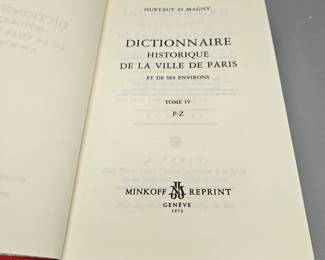 HURTAUT ET MAGNY
DICTIONNAIRE
HISTORIQUE
DE LA VILLE DE PARIS
ET DE SES ENVIRONS
TOME IV
P-Z
MINKOFF REPRINT
GENÈVE
1973